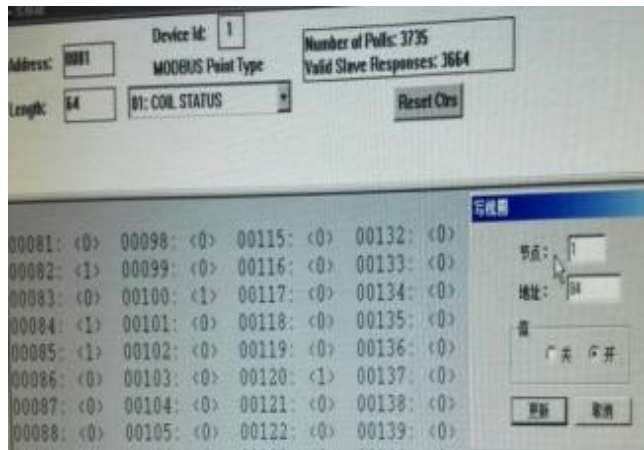 Address: 0081
Device Id: 1
MODBUS Point Type
Number of Polls: 3735
Valid Slave Responses: 3664
Length: 64
01: COIL STATUS
Reset Ctrs
写线圈
00081: <0> 00098: <0> 00115: <0> 00132: <0>
00082: <1> 00099: <0> 00116: <0> 00133: <0>
00083: <0> 00100: <1> 00117: <0> 00134: <0>
00084: <1> 00101: <0> 00118: <0> 00135: <0>
00085: <1> 00102: <0> 00119: <0> 00136: <0>
00086: <0> 00103: <0> 00120: <1> 00137: <0>
00087: <0> 00104: <0> 00121: <0> 00138: <0>
00088: <0> 00105: <0> 00122: <0> 00139: <0>
节点: 1
地址: 84
值
关 开
更新 取消